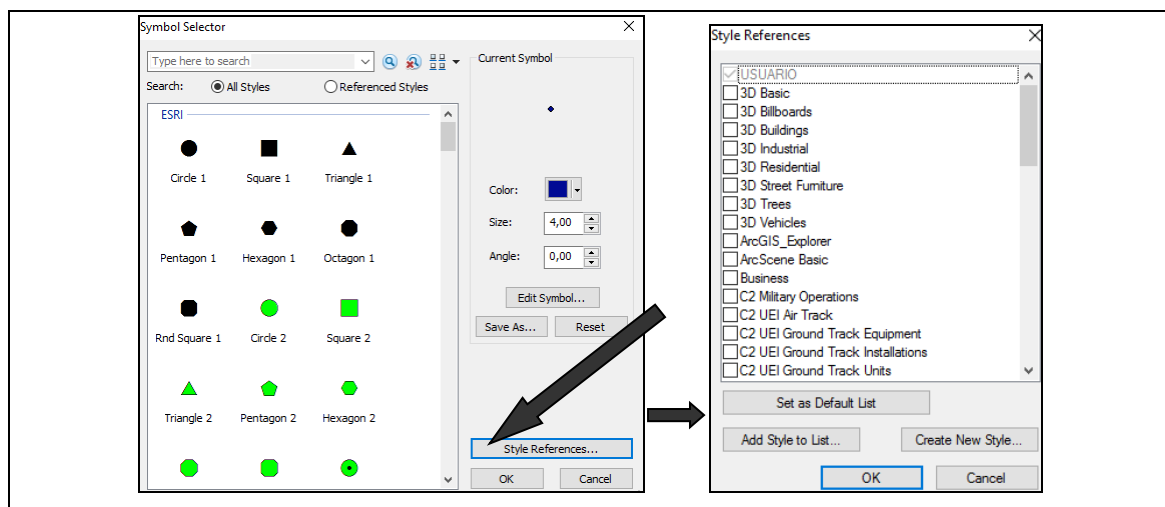 Symbol Selector
Type here to search
Search: All Styles Referenced Styles
ESRI
Circle 1 Square 1 Triangle 1
Pentagon 1 Hexagon 1 Octagon 1
Rnd Square 1 Circle 2 Square 2
Triangle 2 Pentagon 2 Hexagon 2
Current Symbol
Color:
Size: 4,00
Angle: 0,00
Edit Symbol...
Save As... Reset
Style References...
OK Cancel
Style References
USUARIO
3D Basic
3D Billboards
3D Buildings
3D Industrial
3D Residential
3D Street Furniture
3D Trees
3D Vehicles
ArcGIS_Explorer
ArcScene Basic
Business
C2 Military Operations
C2 UEI Air Track
C2 UEI Ground Track Equipment
C2 UEI Ground Track Installations
C2 UEI Ground Track Units
Set as Default List
Add Style to List... Create New Style...
OK Cancel